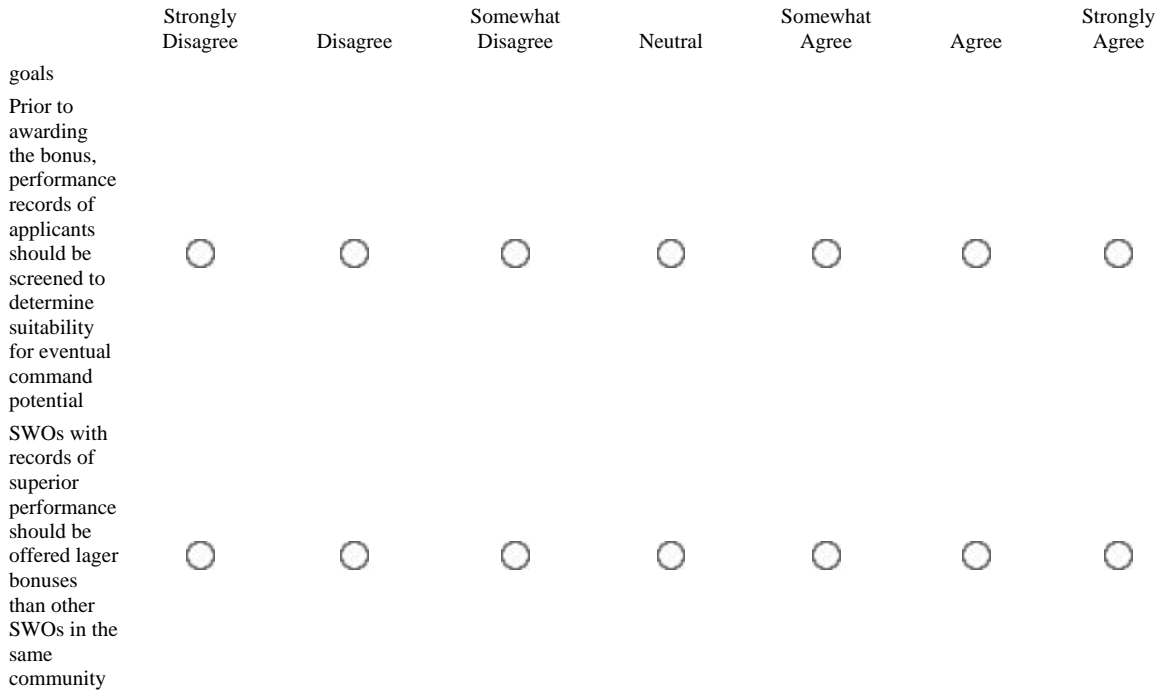 Strongly Disagree Disagree Somewhat Disagree Neutral Somewhat Agree Agree Strongly Agree
goals
Prior to
awarding
the bonus,
performance
records of
applicants
should be
screened to
determine
suitability
for eventual
command
potential
SWOs with
records of
superior
performance
should be
offered lager
bonuses
than other
SWOs in the
same
community